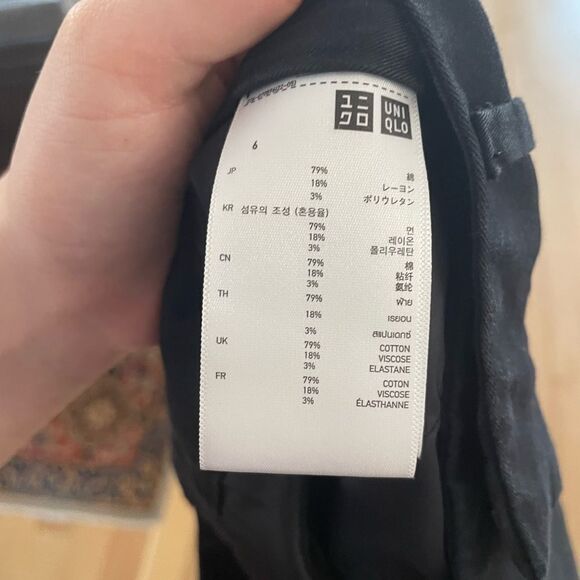 ユニ
クロ
UNI
QLO
6
JP 79% 綿
18% レーヨン
3% ポリウレタン
KR 섬유의 조성 (혼용율)
79% 면
18% 레이온
3% 폴리우레탄
CN 79% 棉
18% 粘纤
3% 氨纶
TH 79% ฝ้าย
18% เรยอน
3% สแปนเดกซ์
UK 79% COTTON
18% VISCOSE
3% ELASTANE
FR 79% COTON
18% VISCOSE
3% ÉLASTHANNE